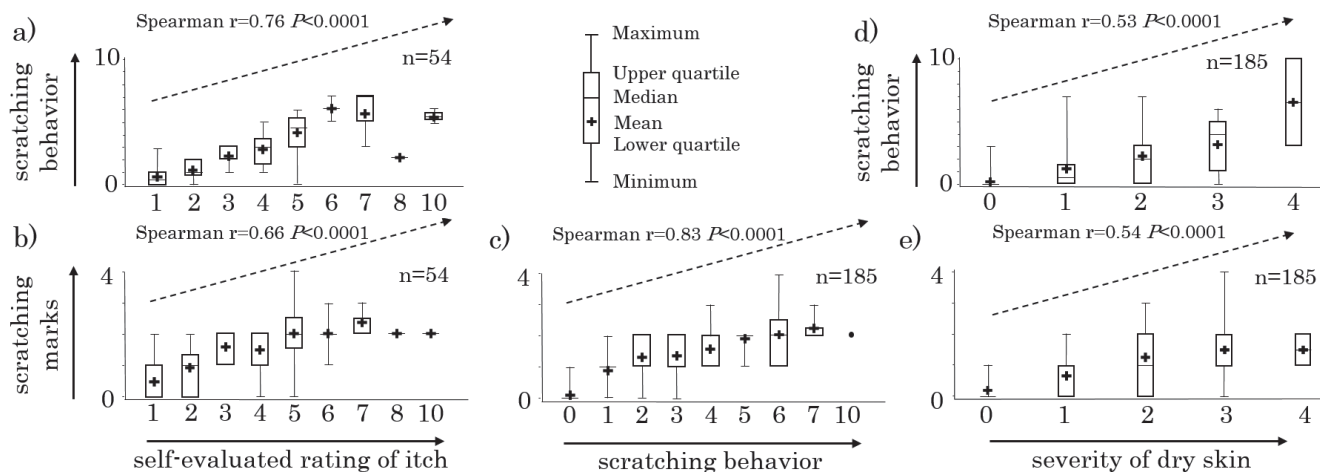 a)
Spearman r=0.76 P<0.0001
n=54
scratching
behavior
10
0
1 2 3 4 5 6 7 8 10
Maximum
Upper quartile
Median
Mean
Lower quartile
Minimum
d)
Spearman r=0.53 P<0.0001
n=185
scratching
behavior
10
0
0 1 2 3 4
b)
Spearman r=0.66 P<0.0001
n=54
scratching
marks
4
0
1 2 3 4 5 6 7 8 10
self-evaluated rating of itch
c)
Spearman r=0.83 P<0.0001
n=185
4
0
0 1 2 3 4 5 6 7 10
scratching behavior
e)
Spearman r=0.54 P<0.0001
n=185
4
0
0 1 2 3 4
severity of dry skin